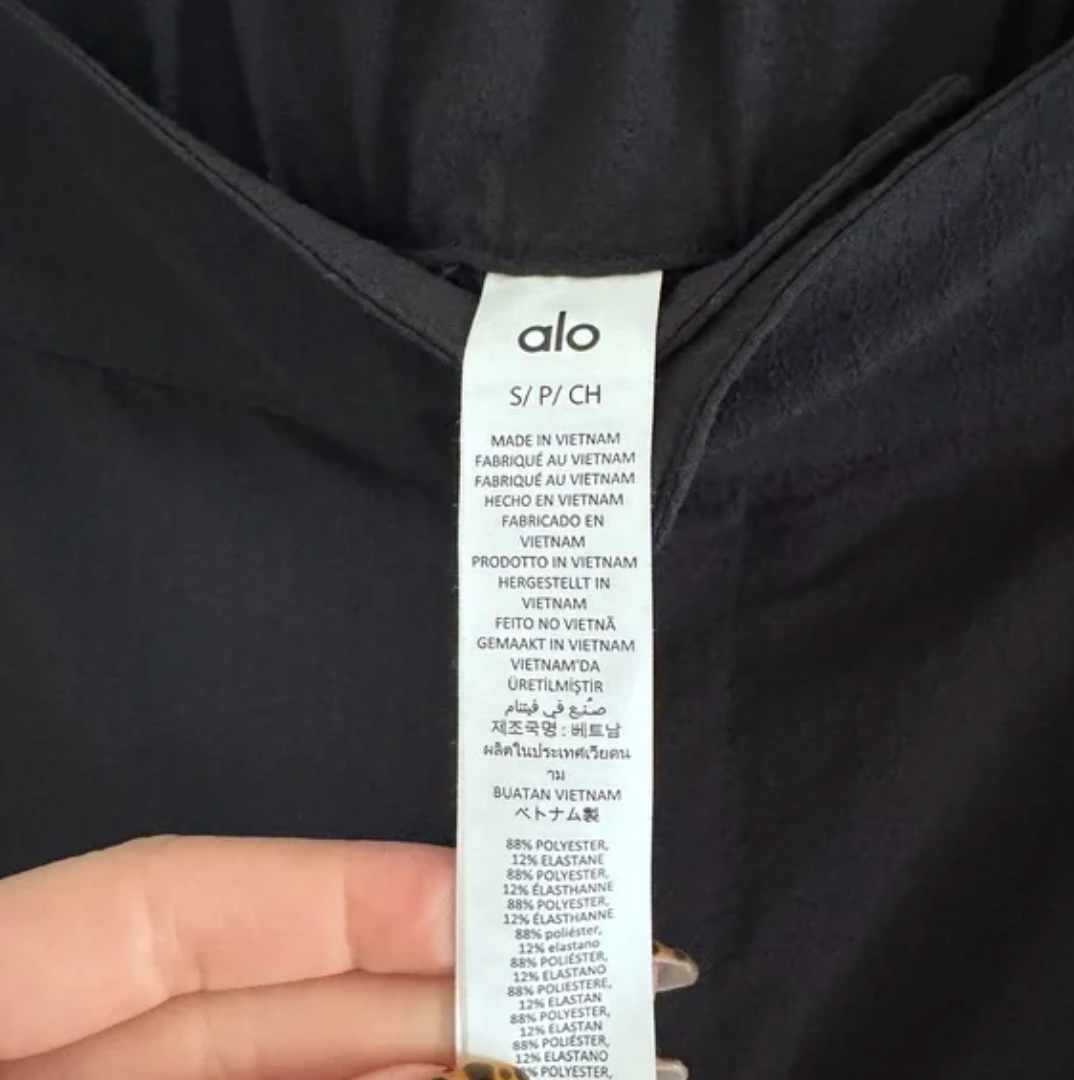 alo
S/ P/ CH
MADE IN VIETNAM
FABRIQUÉ AU VIETNAM
FABRIQUÉ AU VIETNAM
HECHO EN VIETNAM
FABRICADO EN
VIETNAM
PRODOTTO IN VIETNAM
HERGESTELLT IN
VIETNAM
FEITO NO VIETNÃ
GEMAAKT IN VIETNAM
VIETNAM'DA
ÜRETİLMİŞTİR
صُنع في فيتنام
제조국명 : 베트남
ผลิตในประเทศเวียดน
าม
BUATAN VIETNAM
ベトナム製
88% POLYESTER,
12% ELASTANE
88% POLYESTER,
12% ÉLASTHANNE
88% POLYESTER,
12% ÉLASTHANNE
88% poliéster,
12% elastano
88% POLIÉSTER,
12% ELASTANO
88% POLIESTERE,
12% ELASTAN
88% POLYESTER,
12% ELASTAN
88% POLIÉSTER,
12% ELASTANO
% POLYESTER,